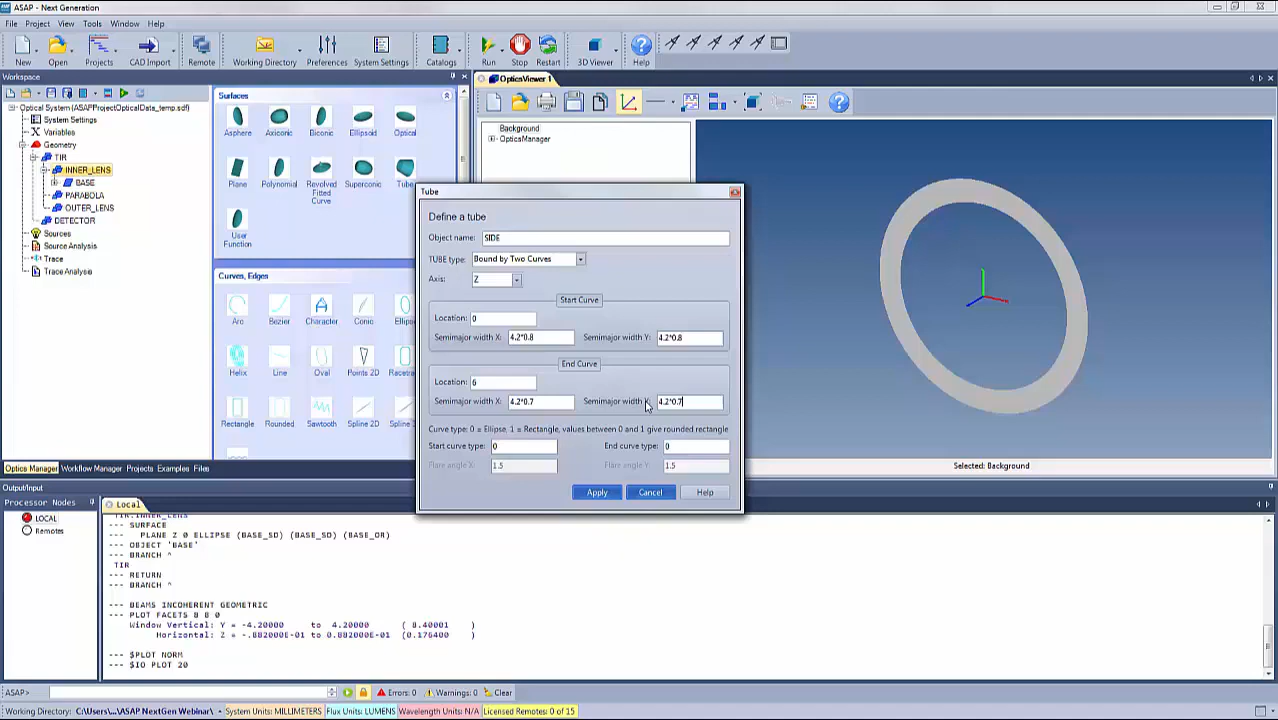 ASAP - Next Generation
File Project View Tools Window Help
New Open Projects CAD Import Remote Working Directory Preferences System Settings Catalogs Run Stop Restart 3D Viewer Help
Workspace
OpticsViewer 1
Optical System (ASAPProjectOpticalData_temp.sdf)
System Settings
Variables
Geometry
TIR
INNER_LENS
BASE
PARABOLA
OUTER_LENS
DETECTOR
Sources
Source Analysis
Trace
Trace Analysis
Surfaces
Asphere Axiconic Biconic Ellipsoid Optical
Plane Polynomial Revolved Fitted Curve Superconic Tube
User Function
Curves, Edges
Arc Bezier Character Conic
Helix Line Oval Points 2D
Rectangle Rounded Sawtooth Spline 2D
Background
OpticsManager
Tube
Define a tube
Object name: SIDE
TUBE type: Bound by Two Curves
Axis: Z
Start Curve
Location: 0
Semimajor width X: 4.2*0.8 Semimajor width Y: 4.2*0.8
End Curve
Location: 6
Semimajor width X: 4.2*0.7 Semimajor width Y: 4.2*0.7
Curve type: 0 = Ellipse, 1 = Rectangle, values between 0 and 1 give rounded rectangle
Start curve type: 0 End curve type: 0
Flare angle X: 1.5 Flare angle Y: 1.5
Apply Cancel Help
Selected: Background
Optics Manager Workflow Manager Projects Examples Files
Output/Input
Processor Nodes
LOCAL
Remotes
Local
TIR.INNER_LENS
--- SURFACE
--- PLANE Z 0 ELLIPSE (BASE_SD) (BASE_SD) (BASE_OR)
--- OBJECT 'BASE'
--- BRANCH ^
TIR
--- RETURN
--- BRANCH ^
--- BEAMS INCOHERENT GEOMETRIC
--- PLOT FACETS 8 8 0
Window Vertical: Y = -4.20000 to 4.20000 ( 8.40001 )
Horizontal: Z = -.882000E-01 to 0.882000E-01 (0.176400 )
--- $PLOT NORM
--- $IO PLOT 20
ASAP> Errors: 0 Warnings: 0 Clear
Working Directory: C:\Users\...\ASAP NextGen Webinar\ System Units: MILLIMETERS Flux Units: LUMENS Wavelength Units: N/A Licensed Remotes: 0 of 15